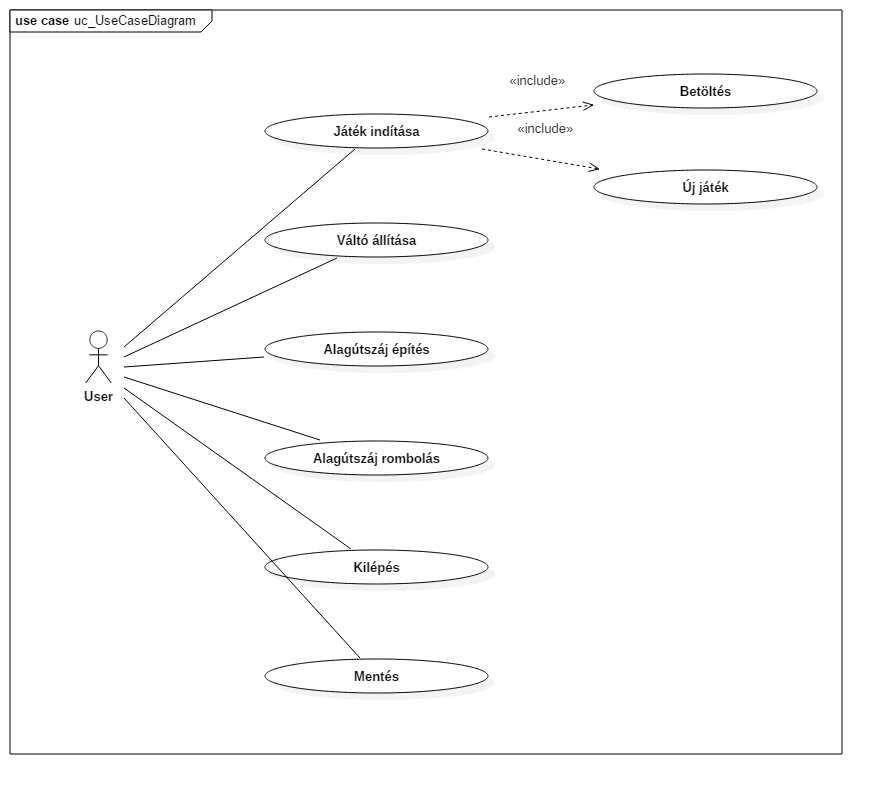 use case uc_UseCaseDiagram
«include»
Betöltés
Játék indítása
«include»
Új játék
Váltó állítása
Alagútszáj építés
User
Alagútszáj rombolás
Kilépés
Mentés